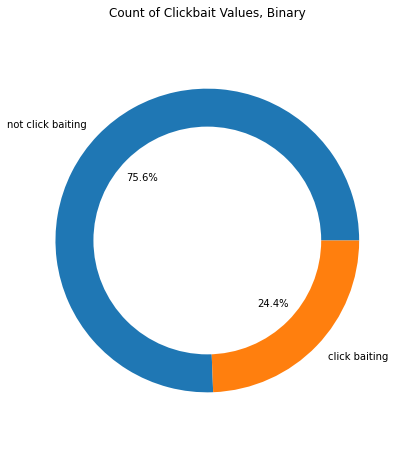 Count of Clickbait Values, Binary
not click baiting
75.6%
24.4%
click baiting